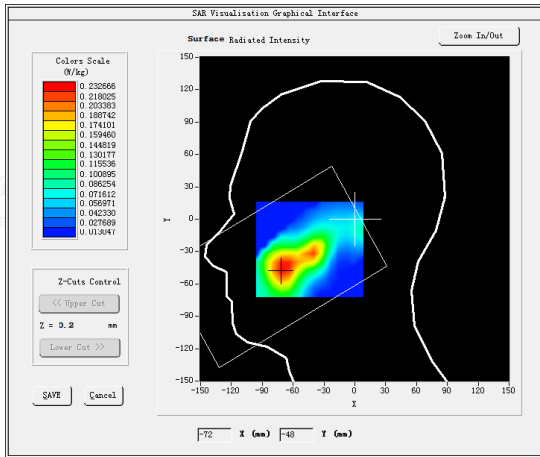 SAR Visualisation Graphical Interface
Surface Radiated Intensity
Zoom In/Out
Colors Scale
(W/kg)
0.232666
0.218025
0.203383
0.188742
0.174101
0.159460
0.144819
0.130177
0.115536
0.100895
0.086254
0.071612
0.056971
0.042330
0.027689
0.013047
Z-Cuts Control
<< Upper Cut
Z = 0.2 mm
Lower Cut >>
SAVE Cancel
150
120
90
60
30
0
-30
-60
-90
-120
-150
Y
-150 -120 -90 -60 -30 0 30 60 90 120 150
X
-72 X (mm) -48 Y (mm)